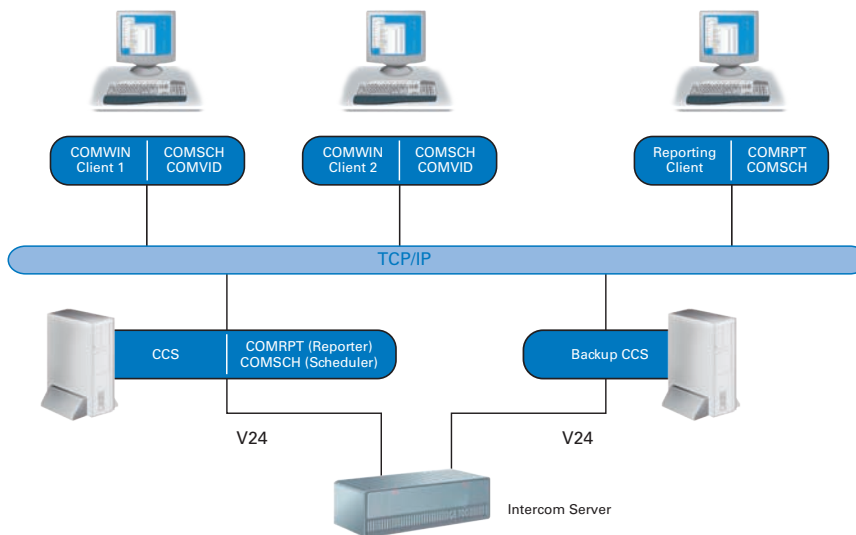 COMWIN
Client 1
COMSCH
COMVID
COMWIN
Client 2
COMSCH
COMVID
Reporting
Client
COMRPT
COMSCH
TCP/IP
CCS
COMRPT (Reporter)
COMSCH (Scheduler)
Backup CCS
V24
V24
Intercom Server